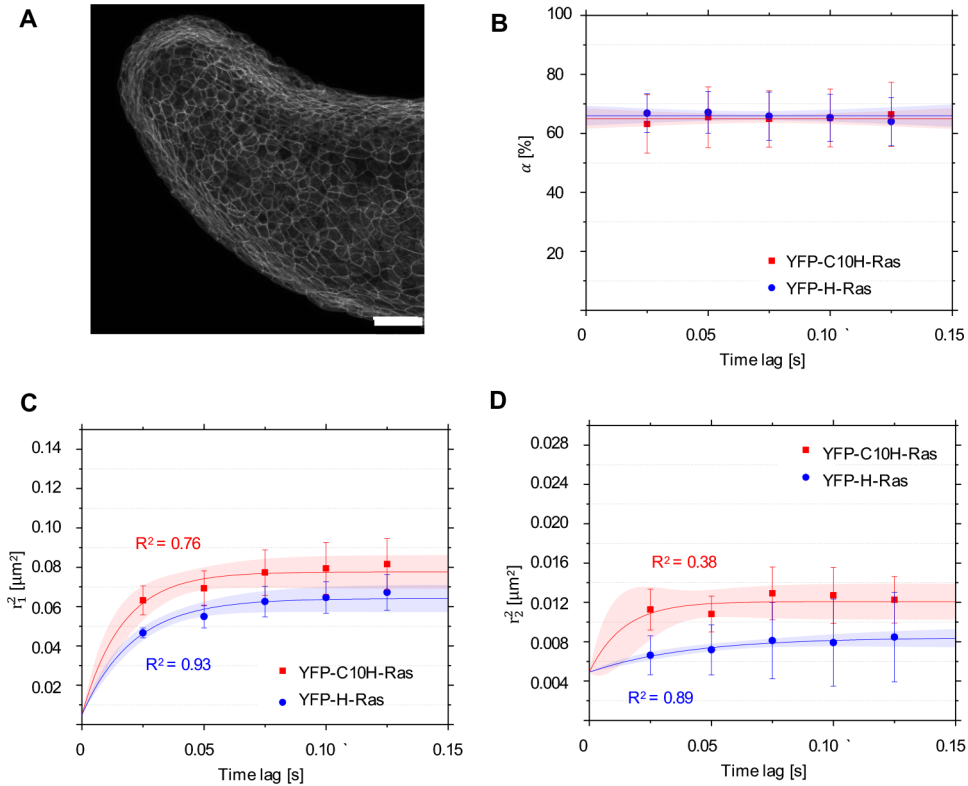 A
B
100
80
60
40
20
0
0.05
0.10 `
0.15
α [%]
Time lag [s]
YFP-C10H-Ras
YFP-H-Ras
C
0.14
0.12
0.10
0.08
0.06
0.04
0.02
0
0.05
0.10 `
0.15
r₁² [µm²]
Time lag [s]
R² = 0.76
R² = 0.93
YFP-C10H-Ras
YFP-H-Ras
D
0.028
0.024
0.020
0.016
0.012
0.008
0.004
0
0.05
0.10 `
0.15
r₂² [µm²]
Time lag [s]
YFP-C10H-Ras
YFP-H-Ras
R² = 0.38
R² = 0.89